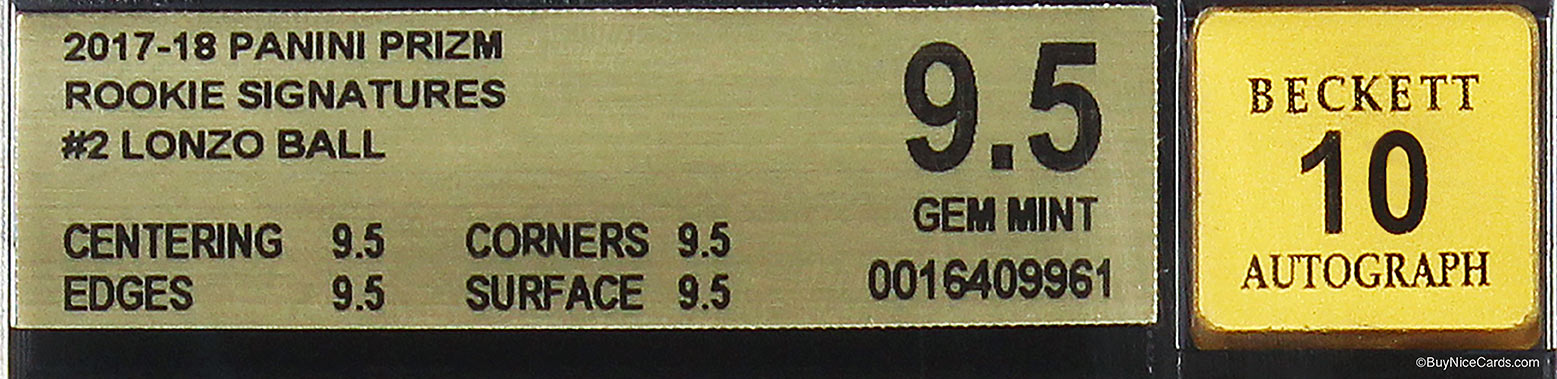 2017-18 PANINI PRIZM
ROOKIE SIGNATURES
#2 LONZO BALL
CENTERING 9.5 CORNERS 9.5
EDGES 9.5 SURFACE 9.5
9.5
GEM MINT
0016409961
BECKETT
10
AUTOGRAPH
©BuyNiceCards.com